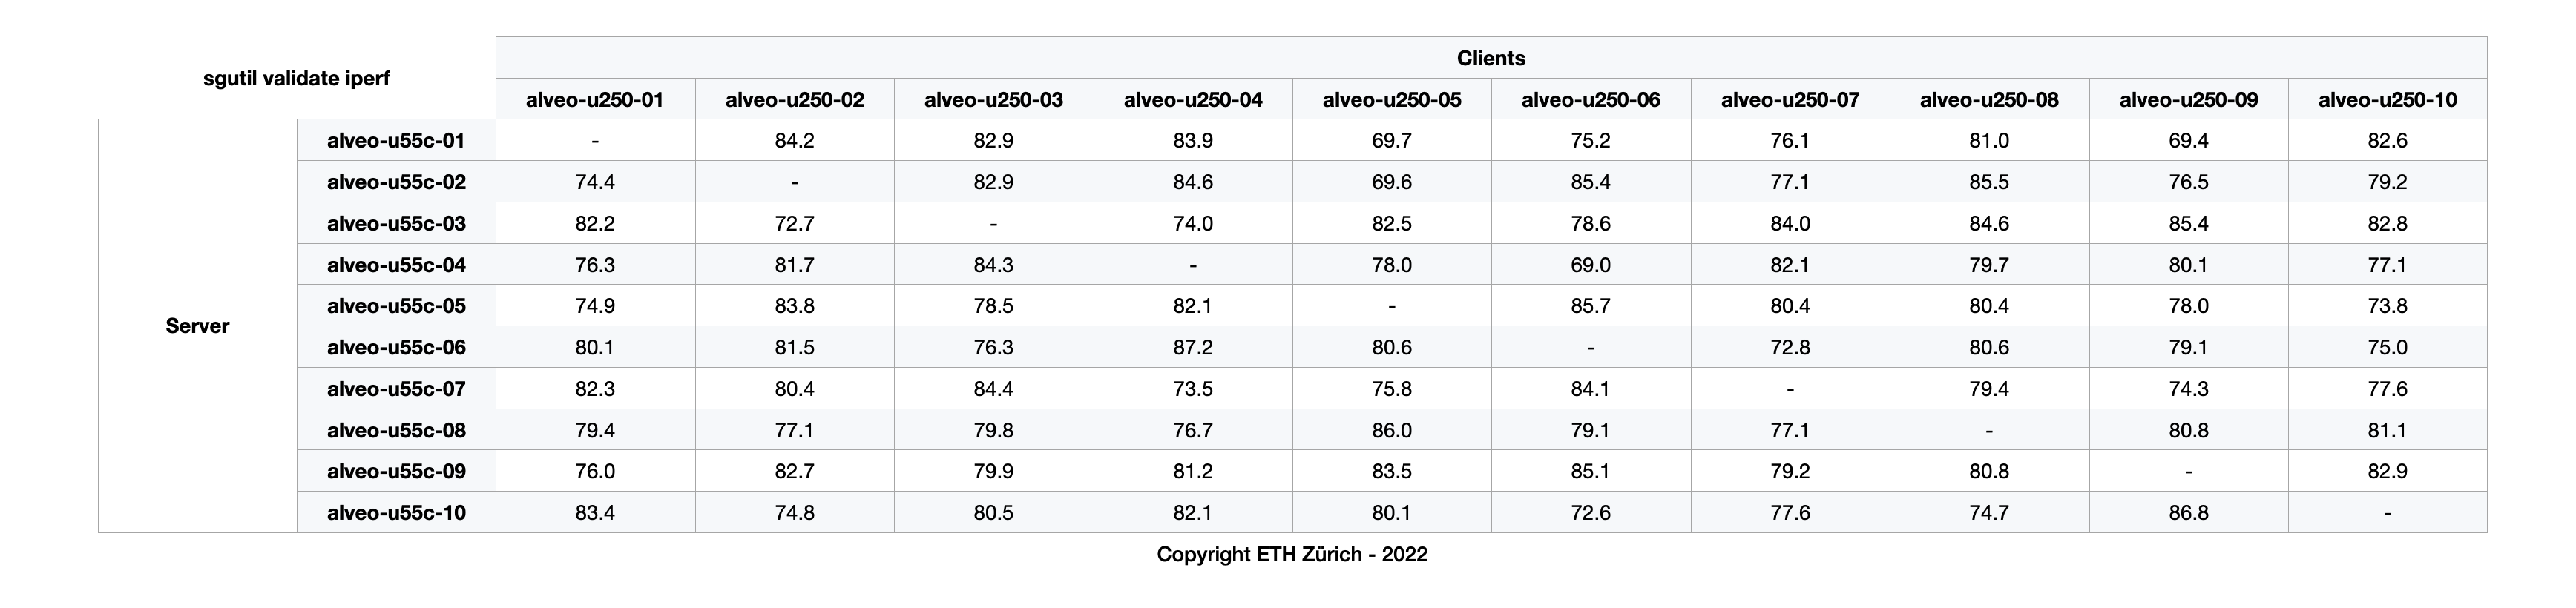 Clients
sgutil validate iperf
alveo-u250-01 alveo-u250-02 alveo-u250-03 alveo-u250-04 alveo-u250-05 alveo-u250-06 alveo-u250-07 alveo-u250-08 alveo-u250-09 alveo-u250-10
alveo-u55c-01 - 84.2 82.9 83.9 69.7 75.2 76.1 81.0 69.4 82.6
alveo-u55c-02 74.4 - 82.9 84.6 69.6 85.4 77.1 85.5 76.5 79.2
alveo-u55c-03 82.2 72.7 - 74.0 82.5 78.6 84.0 84.6 85.4 82.8
alveo-u55c-04 76.3 81.7 84.3 - 78.0 69.0 82.1 79.7 80.1 77.1
alveo-u55c-05 74.9 83.8 78.5 82.1 - 85.7 80.4 80.4 78.0 73.8
Server
alveo-u55c-06 80.1 81.5 76.3 87.2 80.6 - 72.8 80.6 79.1 75.0
alveo-u55c-07 82.3 80.4 84.4 73.5 75.8 84.1 - 79.4 74.3 77.6
alveo-u55c-08 79.4 77.1 79.8 76.7 86.0 79.1 77.1 - 80.8 81.1
alveo-u55c-09 76.0 82.7 79.9 81.2 83.5 85.1 79.2 80.8 - 82.9
alveo-u55c-10 83.4 74.8 80.5 82.1 80.1 72.6 77.6 74.7 86.8 -
Copyright ETH Zürich - 2022